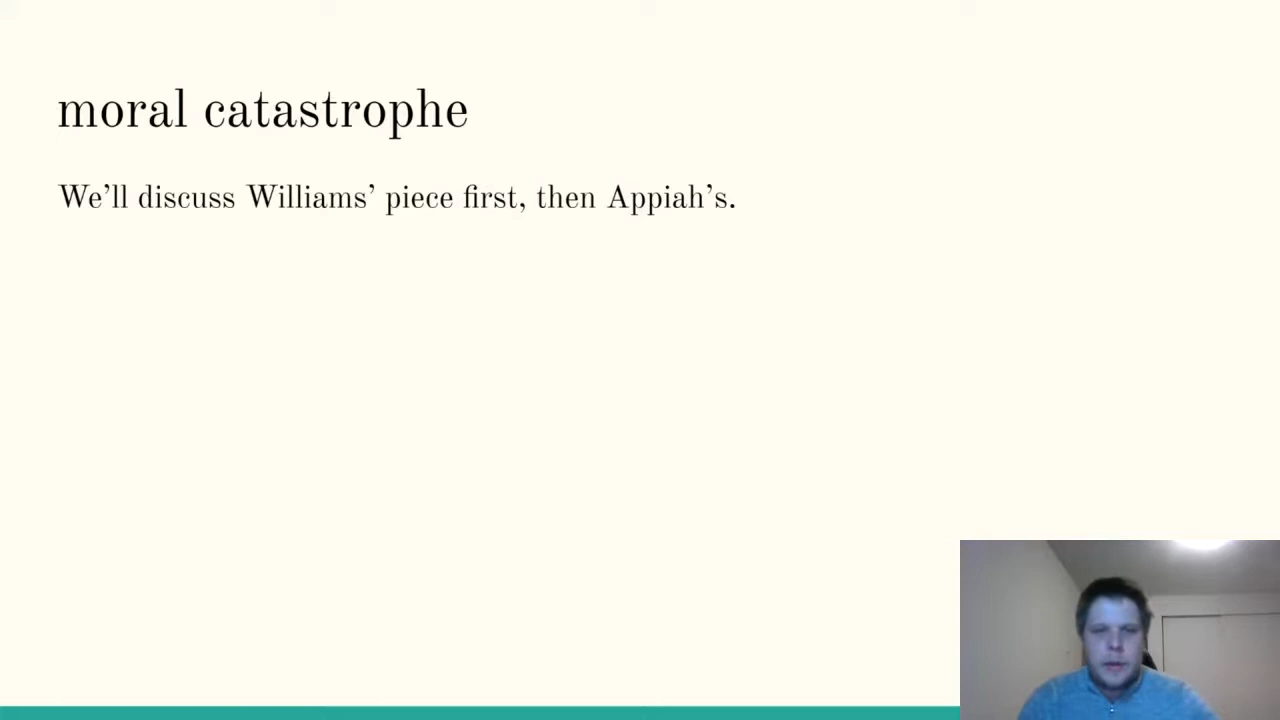 moral catastrophe
We’ll discuss Williams’ piece first, then Appiah’s.